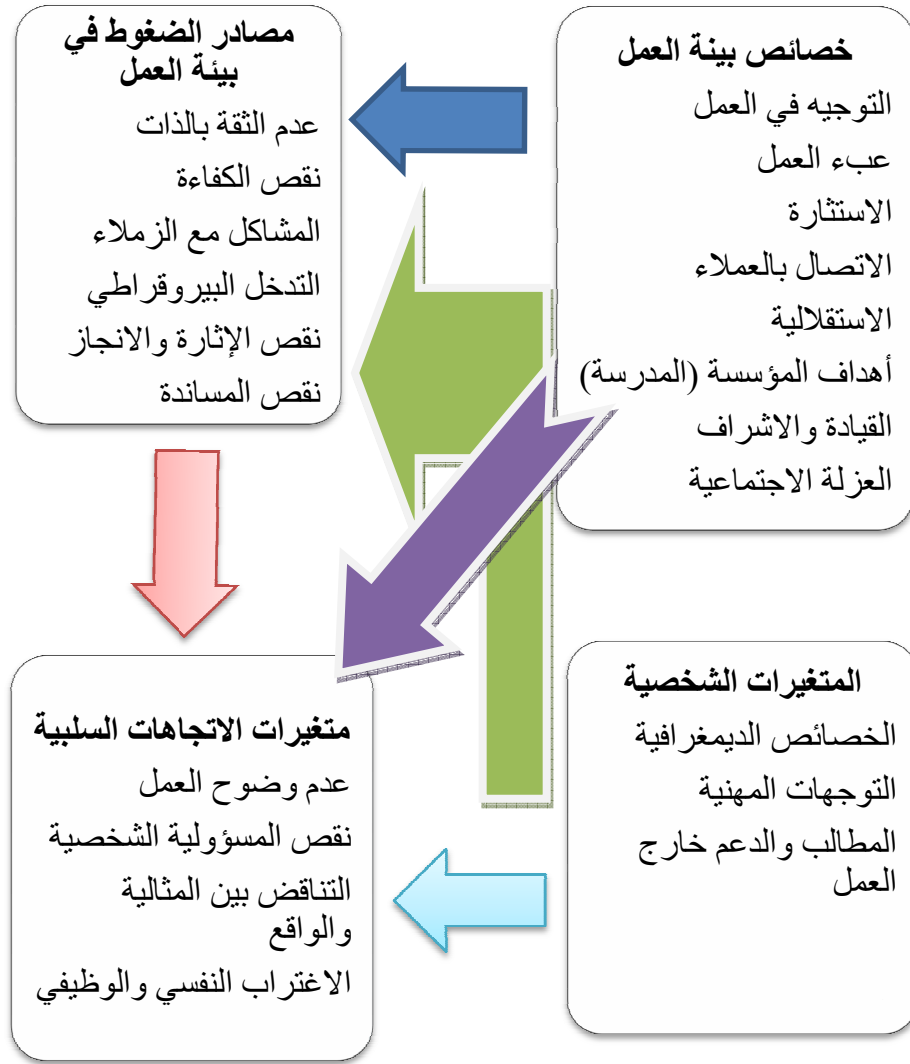 خصائص بينة العمل
التوجيه في العمل
عبء العمل
الاستثارة
الاتصال بالعملاء
الاستقلالية
أهداف المؤسسة (المدرسة)
القيادة والاشراف
العزلة الاجتماعية
مصادر الضغوط في
بيئة العمل
عدم الثقة بالذات
نقص الكفاءة
المشاكل مع الزملاء
التدخل البيروقراطي
نقص الإثارة والانجاز
نقص المساندة
المتغيرات الشخصية
الخصائص الديمغرافية
التوجهات المهنية
المطالب والدعم خارج
العمل
متغيرات الاتجاهات السلبية
عدم وضوح العمل
نقص المسؤولية الشخصية
التناقض بين المثالية
والواقع
الاغتراب النفسي والوظيفي